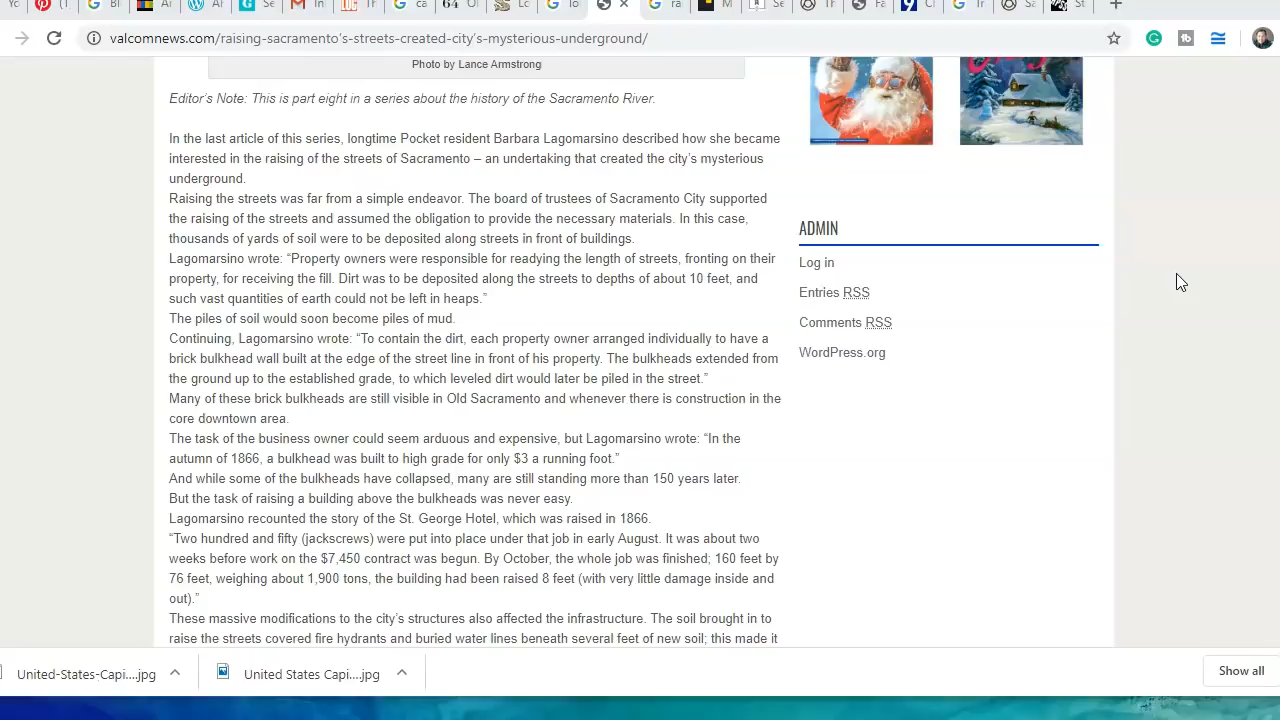 valcomnews.com/raising-sacramento's-streets-created-city's-mysterious-underground/
Photo by Lance Armstrong
Editor's Note: This is part eight in a series about the history of the Sacramento River.
In the last article of this series, longtime Pocket resident Barbara Lagomarsino described how she became
interested in the raising of the streets of Sacramento – an undertaking that created the city's mysterious
underground.
Raising the streets was far from a simple endeavor. The board of trustees of Sacramento City supported
the raising of the streets and assumed the obligation to provide the necessary materials. In this case,
thousands of yards of soil were to be deposited along streets in front of buildings.
Lagomarsino wrote: “Property owners were responsible for readying the length of streets, fronting on their
property, for receiving the fill. Dirt was to be deposited along the streets to depths of about 10 feet, and
such vast quantities of earth could not be left in heaps.”
The piles of soil would soon become piles of mud.
Continuing, Lagomarsino wrote: “To contain the dirt, each property owner arranged individually to have a
brick bulkhead wall built at the edge of the street line in front of his property. The bulkheads extended from
the ground up to the established grade, to which leveled dirt would later be piled in the street.”
Many of these brick bulkheads are still visible in Old Sacramento and whenever there is construction in the
core downtown area.
The task of the business owner could seem arduous and expensive, but Lagomarsino wrote: “In the
autumn of 1866, a bulkhead was built to high grade for only $3 a running foot.”
And while some of the bulkheads have collapsed, many are still standing more than 150 years later.
But the task of raising a building above the bulkheads was never easy.
Lagomarsino recounted the story of the St. George Hotel, which was raised in 1866.
“Two hundred and fifty (jackscrews) were put into place under that job in early August. It was about two
weeks before work on the $7,450 contract was begun. By October, the whole job was finished; 160 feet by
76 feet, weighing about 1,900 tons, the building had been raised 8 feet (with very little damage inside and
out).”
These massive modifications to the city's structures also affected the infrastructure. The soil brought in to
raise the streets covered fire hydrants and buried water lines beneath several feet of new soil; this made it
ADMIN
Log in
Entries RSS
Comments RSS
WordPress.org
United-States-Capi....jpg
United States Capi....jpg
Show all